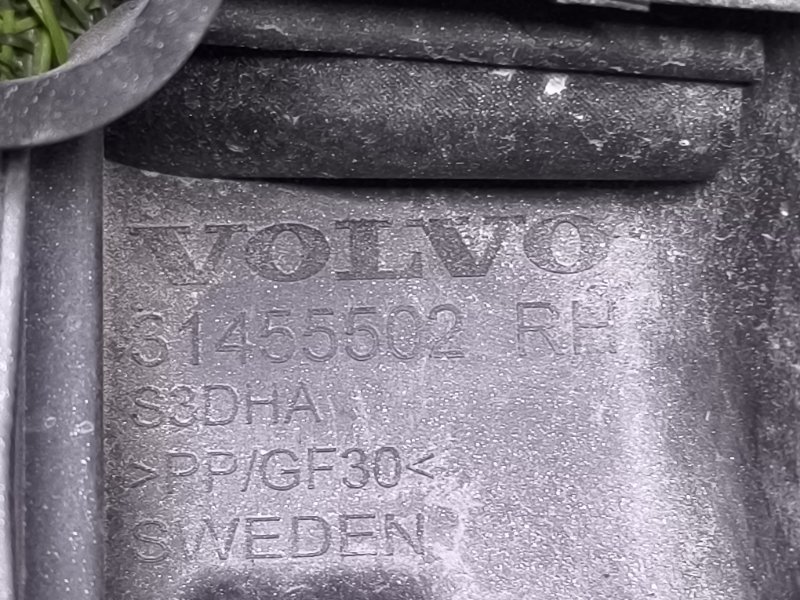 VOLVO
31455502 RH
S3DHA
>PP/GF30<
SWEDEN